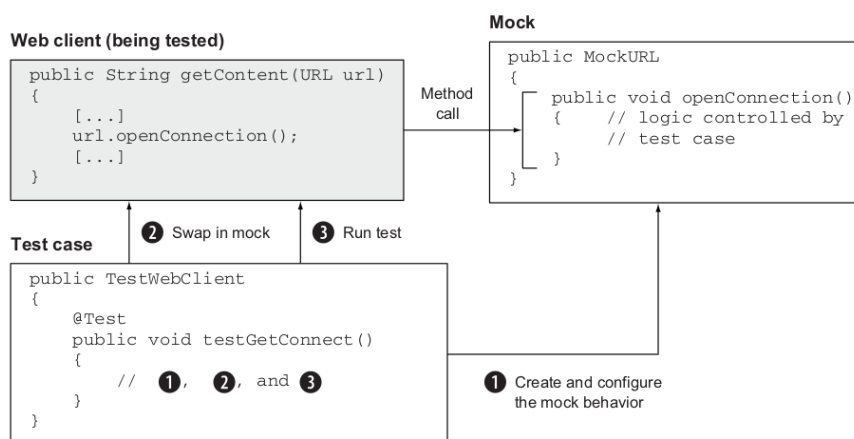 Web client (being tested)
public String getContent(URL url)
{
[...]
url.openConnection();
[...]
}
Method
call
Mock
public MockURL
{
public void openConnection()
{ // logic controlled by
// test case
}
}
2 Swap in mock
3 Run test
Test case
public TestWebClient
{
@Test
public void testGetConnect()
{
// 1, 2, and 3
}
}
1 Create and configure
the mock behavior